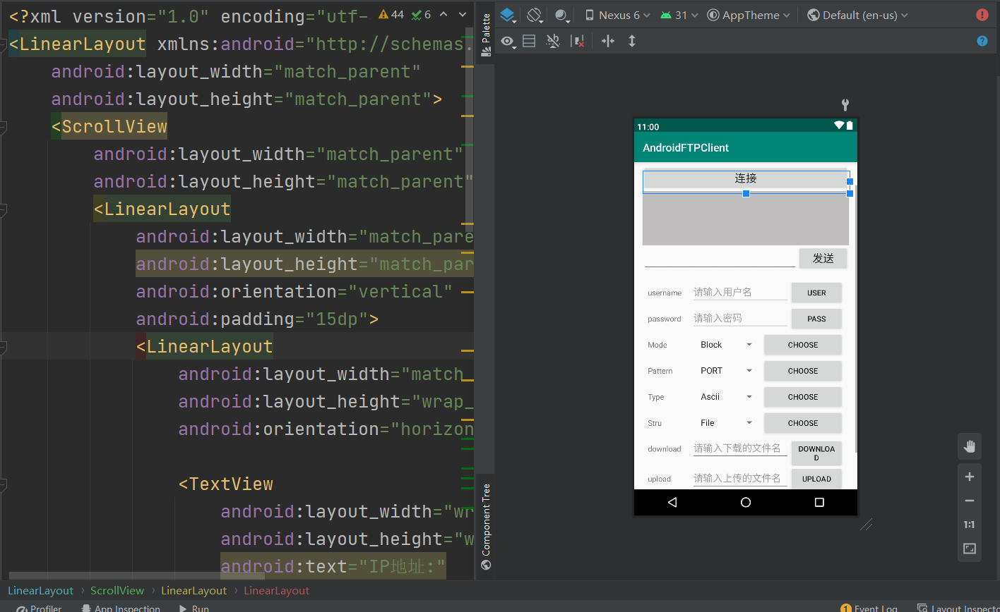 <?xml version="1.0" encoding="utf-
44 6
<LinearLayout xmlns:android="http://schemas.
android:layout_width="match_parent"
android:layout_height="match_parent">
<ScrollView
android:layout_width="match_parent"
android:layout_height="match_parent"
<LinearLayout
android:layout_width="match_pare
android:layout_height="match_par
android:orientation="vertical"
android:padding="15dp">
<LinearLayout
android:layout_width="match_
android:layout_height="wrap_
android:orientation="horizon
<TextView
android:layout_width="wr
android:layout_height="w
android:text="IP地址:"
Palette
Component Tree
Nexus 6 31 AppTheme Default (en-us)
11:00
AndroidFTPClient
连接
发送
username 请输入用户名 USER
password 请输入密码 PASS
Mode Block CHOOSE
Pattern PORT CHOOSE
Type Ascii CHOOSE
Stru File CHOOSE
download 请输入下载的文件名 DOWNLOA
D
upload 请输入上传的文件名 UPLOAD
1:1
LinearLayout › ScrollView › LinearLayout › LinearLayout
Profiler App Inspection Run 1 Event Log Layout Inspecto